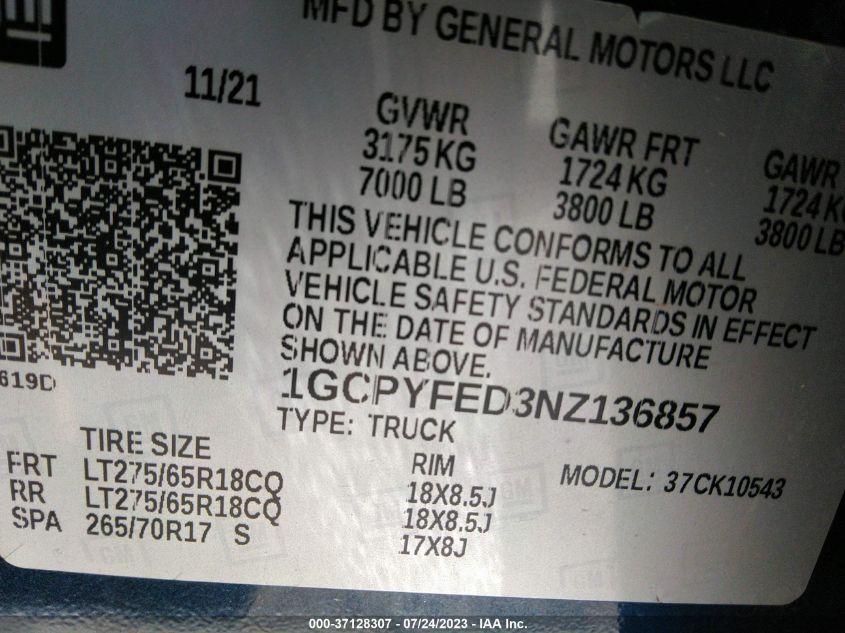 GM
MFD BY GENERAL MOTORS LLC
11/21
GVWR GAWR FRT GAWR
3175 KG 1724 KG 1724 K
7000 LB 3800 LB 3800 LB
THIS VEHICLE CONFORMS TO ALL
APPLICABLE U.S. FEDERAL MOTOR
VEHICLE SAFETY STANDARDS IN EFFECT
ON THE DATE OF MANUFACTURE
SHOWN ABOVE.
619D
1GCPYFED3NZ136857
TYPE: TRUCK
TIRE SIZE RIM MODEL: 37CK10543
FRT LT275/65R18CQ 18X8.5J
RR LT275/65R18CQ 18X8.5J
SPA 265/70R17 S 17X8J
000-37128307 - 07/24/2023 - IAA Inc.